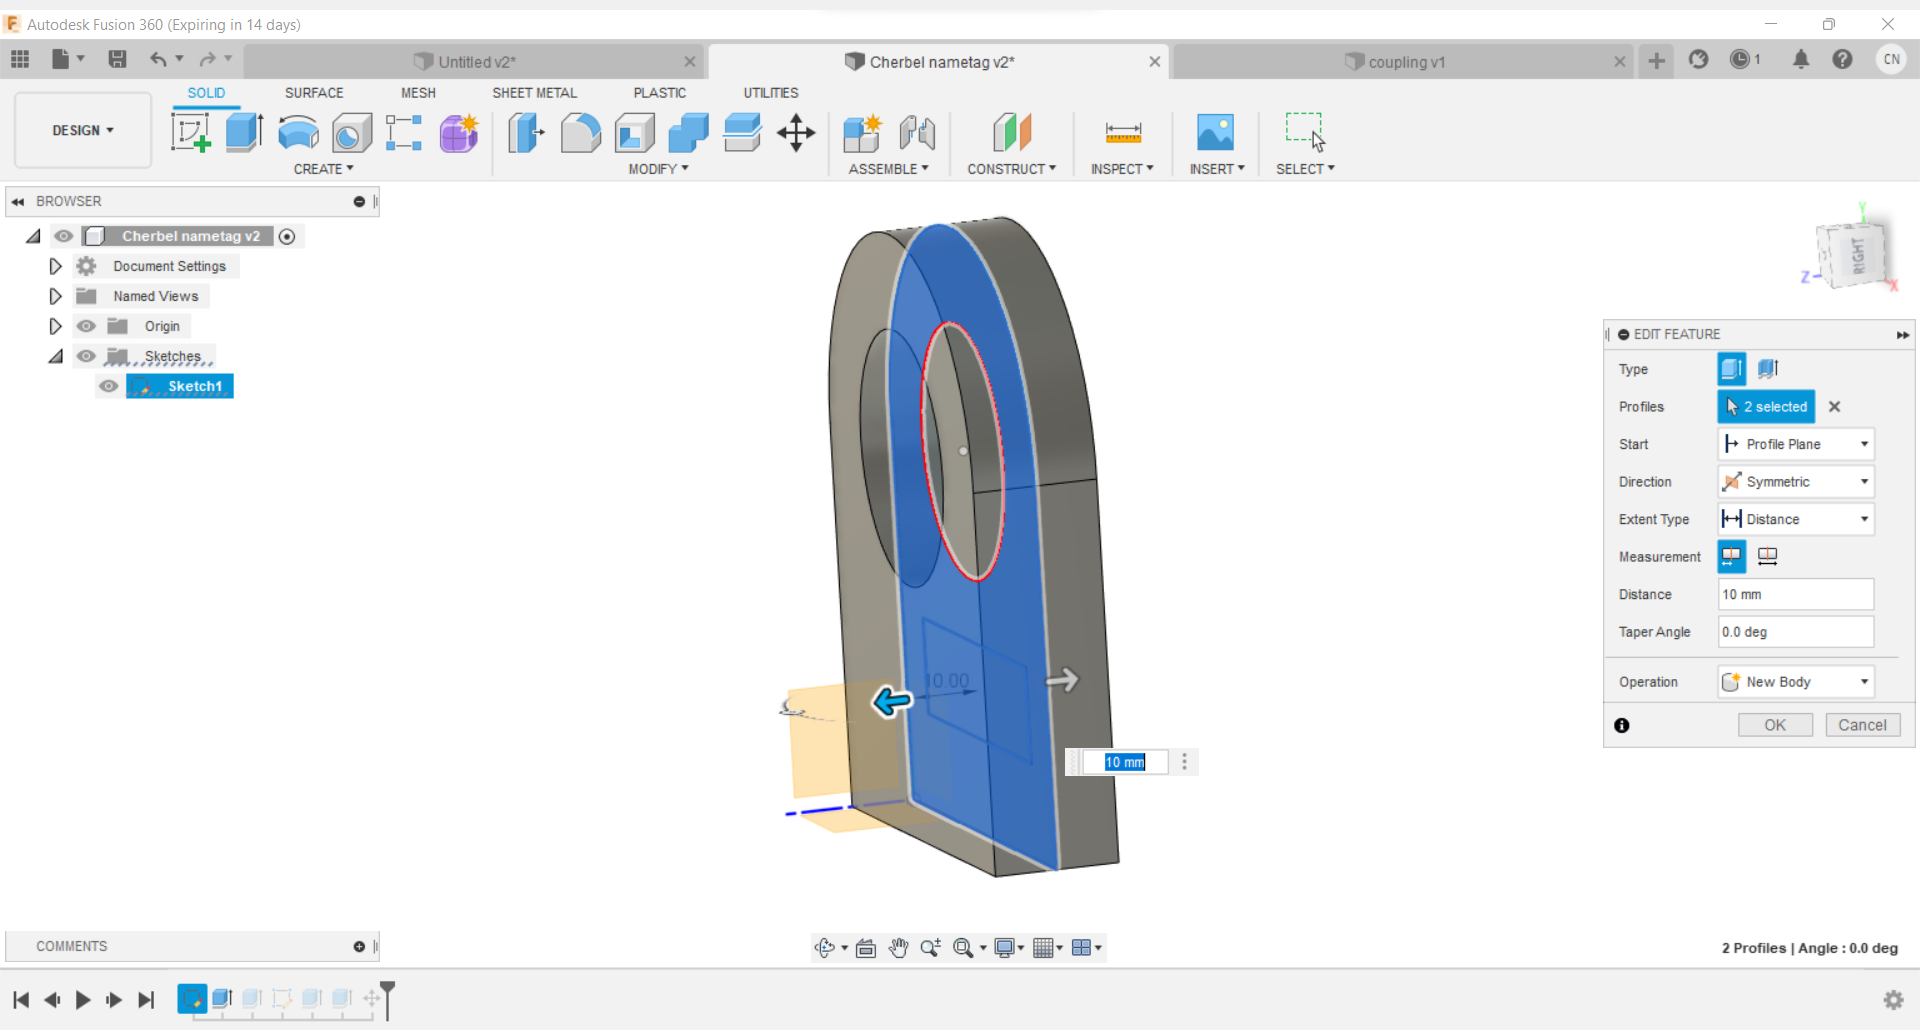 Autodesk Fusion 360 (Expiring in 14 days)
Untitled v2*
Cherbel nametag v2*
coupling v1
1
CN
DESIGN
SOLID
SURFACE
MESH
SHEET METAL
PLASTIC
UTILITIES
CREATE
MODIFY
ASSEMBLE
CONSTRUCT
INSPECT
INSERT
SELECT
BROWSER
Cherbel nametag v2
Document Settings
Named Views
Origin
Sketches
Sketch1
Y
RIGHT
Z
X
10.00
10 mm
EDIT FEATURE
Type
Profiles 2 selected
Start Profile Plane
Direction Symmetric
Extent Type Distance
Measurement
Distance 10 mm
Taper Angle 0.0 deg
Operation New Body
OK Cancel
COMMENTS
2 Profiles | Angle : 0.0 deg